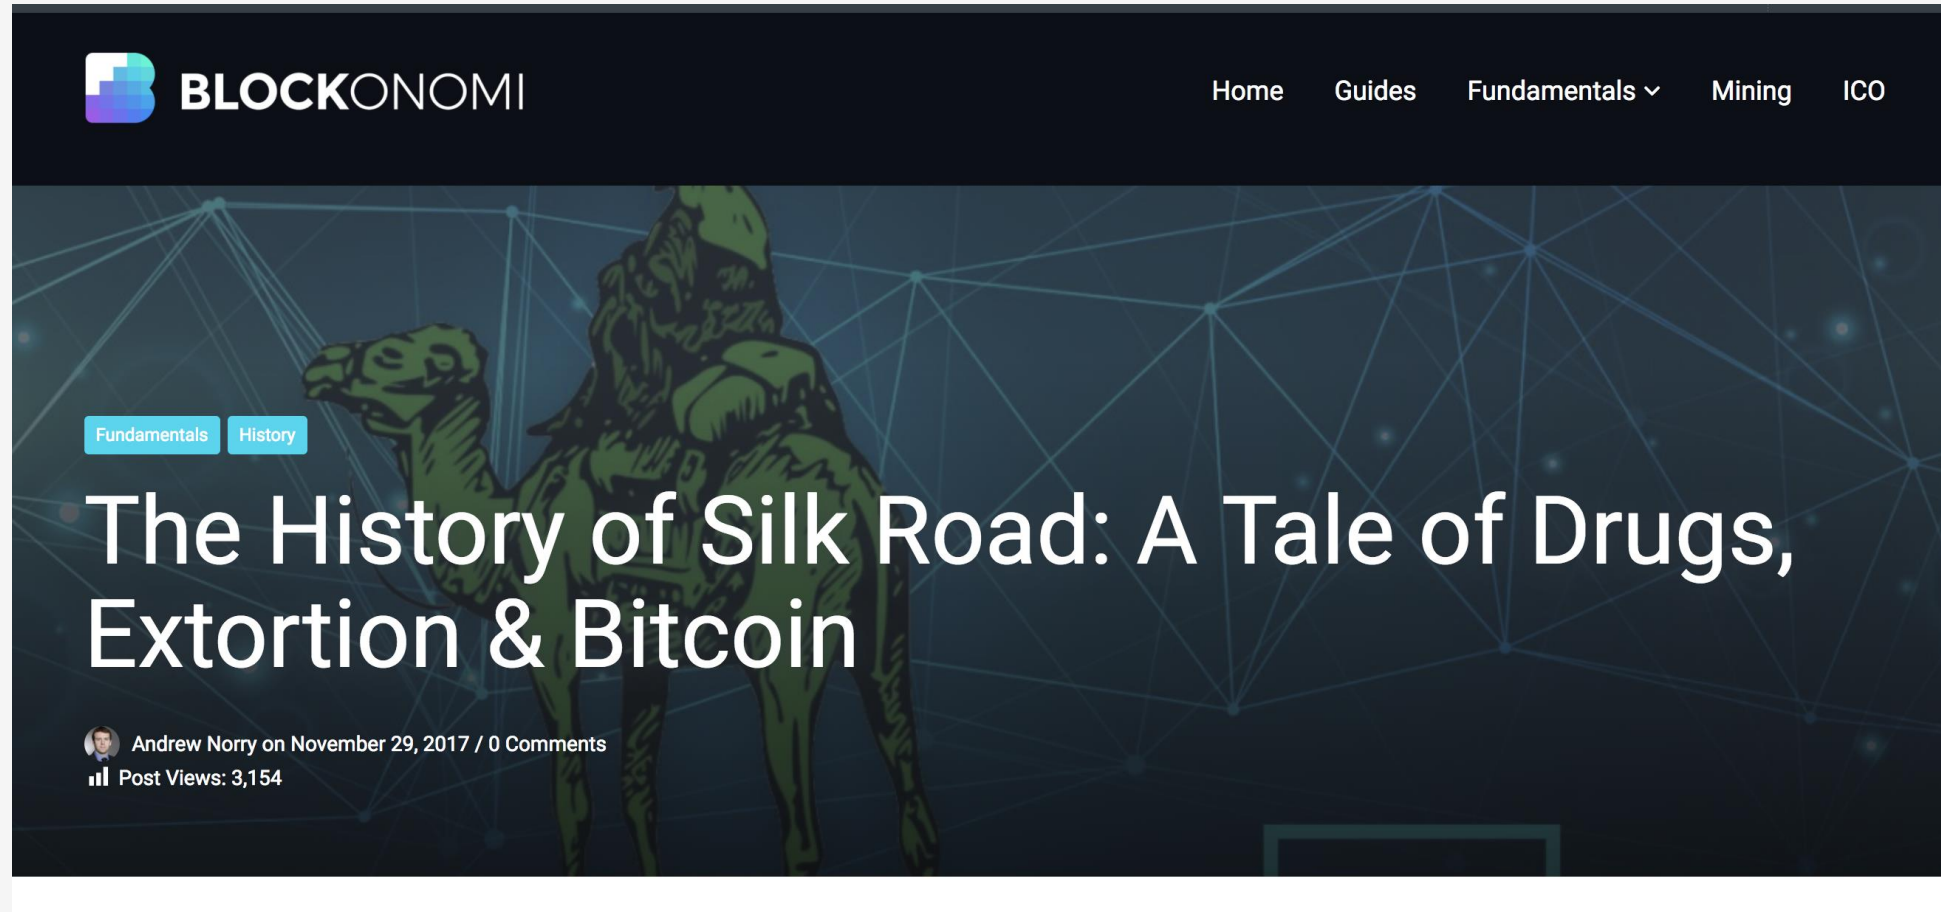 BLOCKONOMI
Home Guides Fundamentals Mining ICO
Fundamentals History
The History of Silk Road: A Tale of Drugs,
Extortion & Bitcoin
Andrew Norry on November 29, 2017 / 0 Comments
Post Views: 3,154